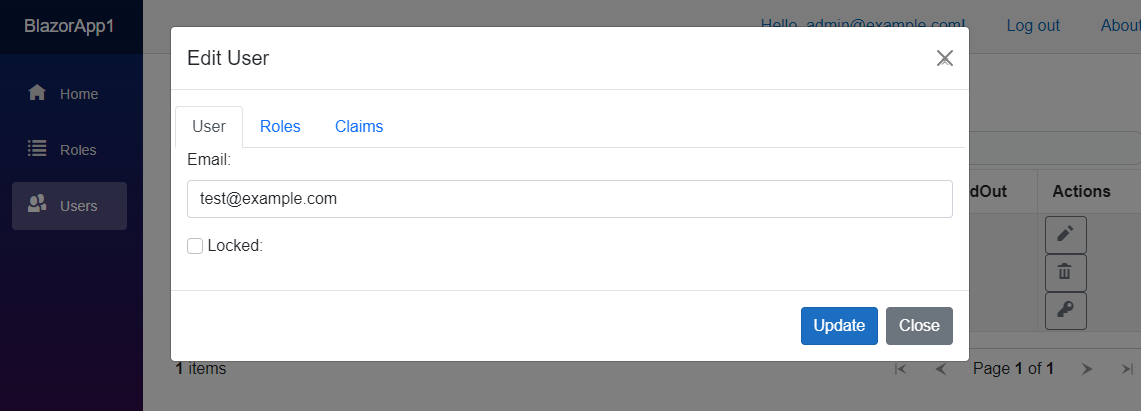 BlazorApp1
Hello, admin@example.com!
Log out
About
Edit User
Home
User
Roles
Claims
Roles
Email:
test@example.com
dOut
Actions
Users
Locked:
Update
Close
1 items
Page 1 of 1